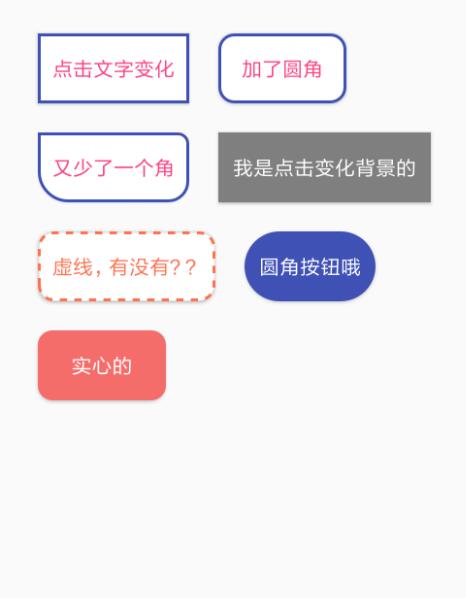 点击文字变化
加了圆角
又少了一个角
我是点击变化背景的
虚线，有没有？？
圆角按钮哦
实心的